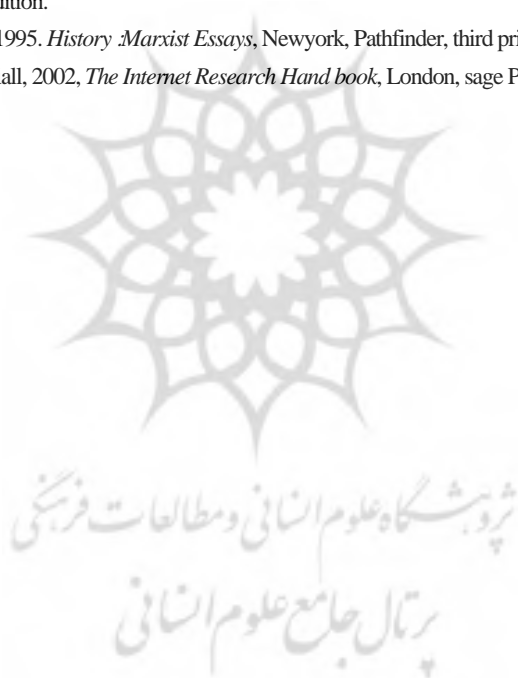 dition.
1995. History :Marxist Essays, Newyork, Pathfinder, third pri
all, 2002, The Internet Research Hand book, London, sage P
پژوهشگاه علوم انسانی و مطالعات فرهنگی
پرتال جامع علوم انسانی